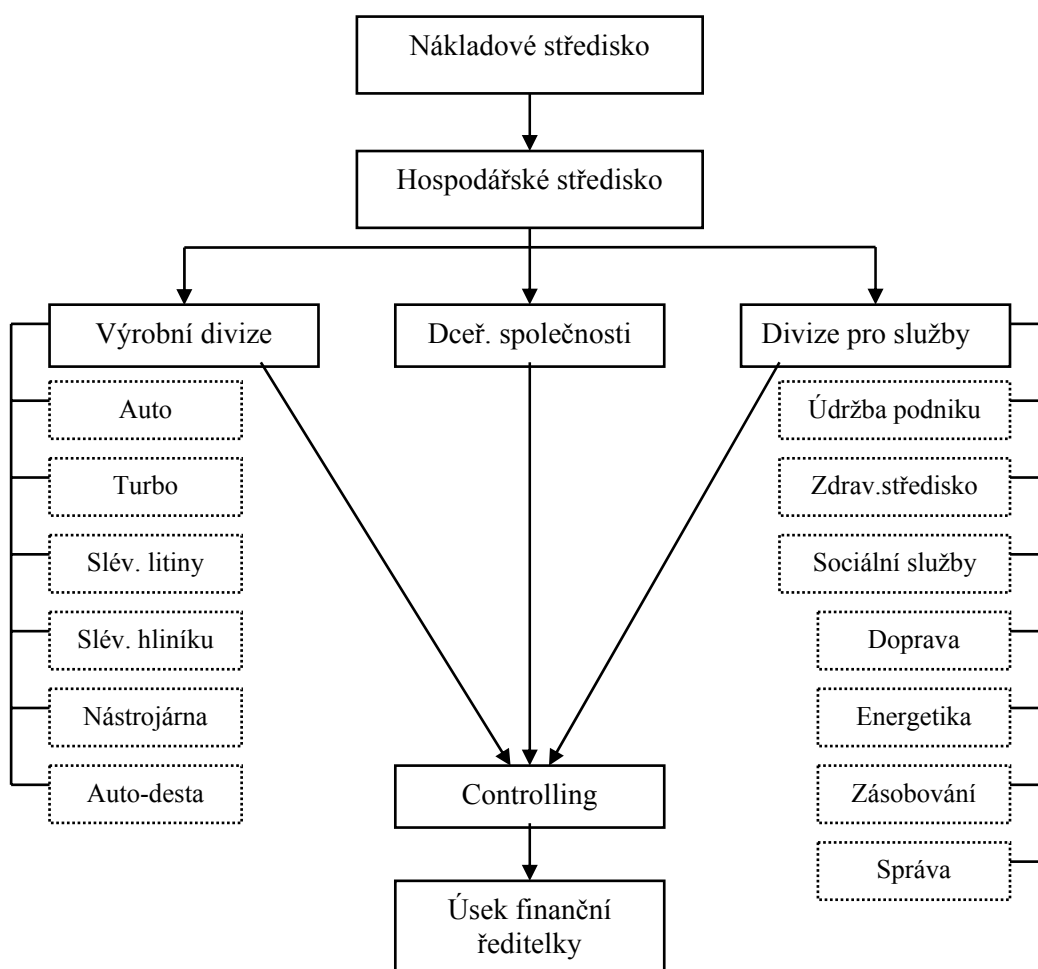 Nákladové středisko
Hospodářské středisko
Výrobní divize
Dceř. společnosti
Divize pro služby
Auto
Turbo
Slév. litiny
Slév. hliníku
Nástrojárna
Auto-desta
Údržba podniku
Zdrav.středisko
Sociální služby
Doprava
Energetika
Zásobování
Správa
Controlling
Úsek finanční
ředitelky